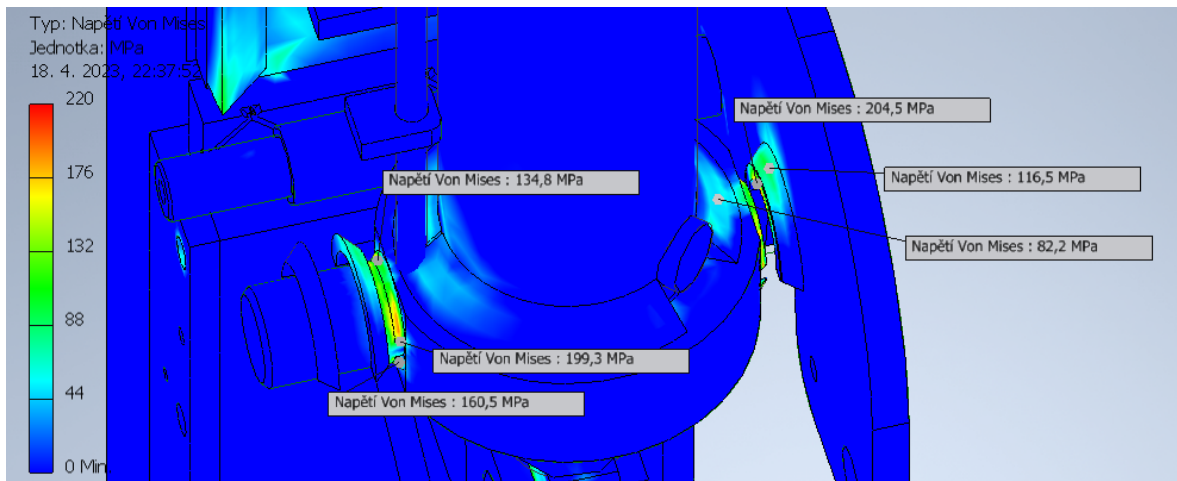 Typ: Napětí Von Mises
Jednotka: MPa
18. 4. 2023, 22:37:52
220
176
132
88
44
0 Min
Napětí Von Mises : 204,5 MPa
Napětí Von Mises : 134,8 MPa
Napětí Von Mises : 116,5 MPa
Napětí Von Mises : 82,2 MPa
Napětí Von Mises : 199,3 MPa
Napětí Von Mises : 160,5 MPa